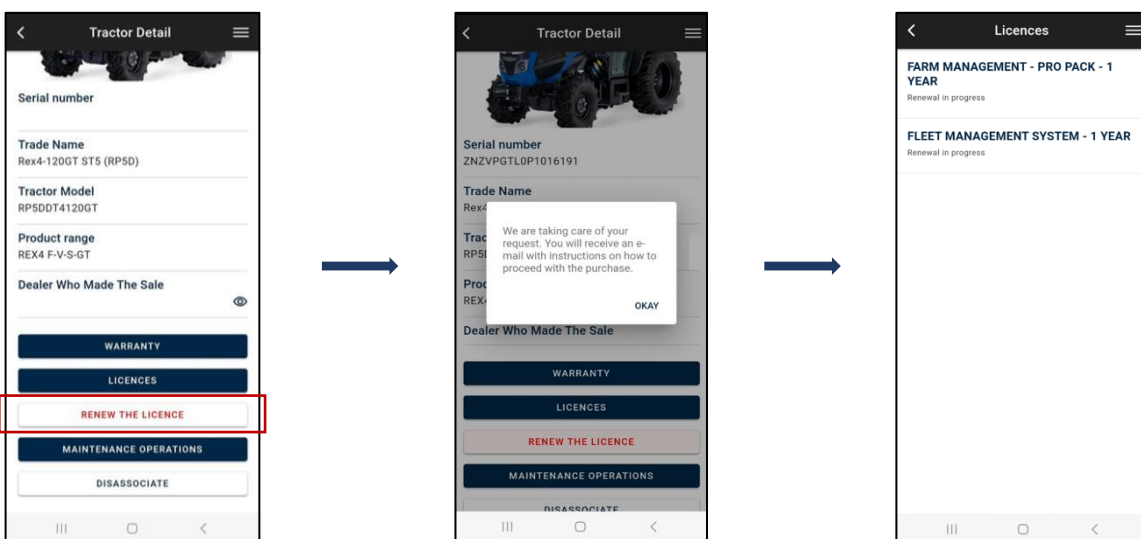 Tractor Detail
Serial number
Trade Name
Rex4-120GT ST5 (RP5D)
Tractor Model
RP5DDT4120GT
Product range
REX4 F-V-S-GT
Dealer Who Made The Sale
WARRANTY
LICENCES
RENEW THE LICENCE
MAINTENANCE OPERATIONS
DISASSOCIATE
Tractor Detail
Serial number
ZNZVPGTL0P1016191
Trade Name
Rex4
Trac
RP5
We are taking care of your
request. You will receive an e-
mail with instructions on how to
proceed with the purchase.
OKAY
Proc
REX
Dealer Who Made The Sale
WARRANTY
LICENCES
RENEW THE LICENCE
MAINTENANCE OPERATIONS
DISASSOCIATE
Licences
FARM MANAGEMENT - PRO PACK - 1
YEAR
Renewal in progress
FLEET MANAGEMENT SYSTEM - 1 YEAR
Renewal in progress